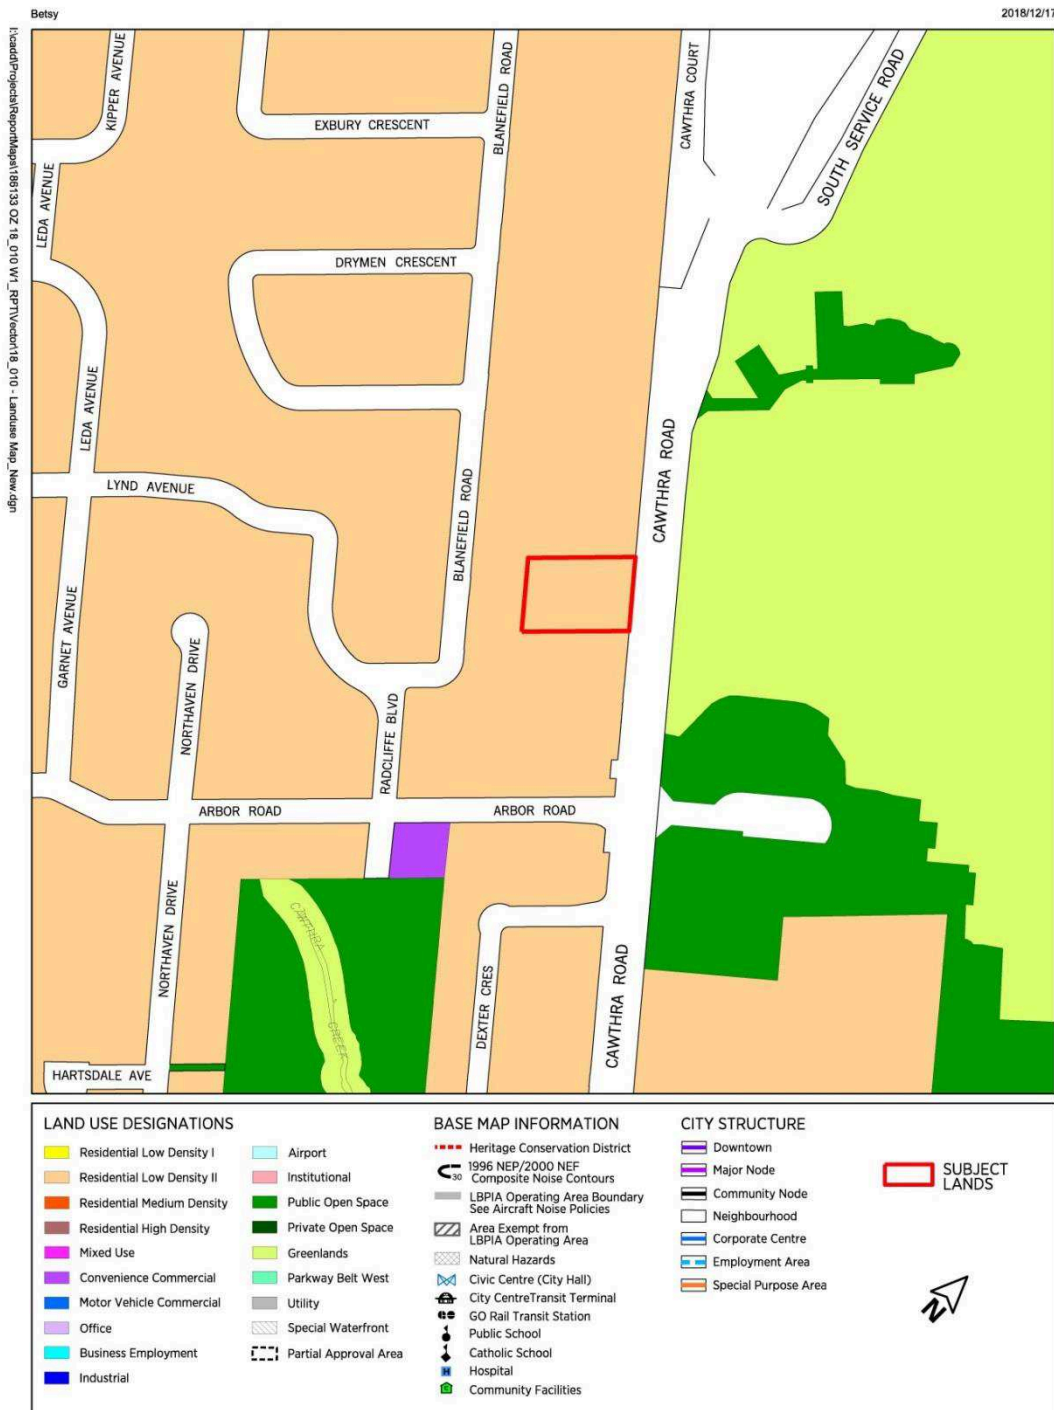 Betsy
2018/12/17
I:\cadd\Projects\ReportMaps\186133 OZ 18_010 W1_RPT\Vector\18_010 - Landuse Map_New.dgn
KIPPER AVENUE
EXBURY CRESCENT
BLANEFIELD ROAD
CAWTHRA COURT
SOUTH SERVICE ROAD
LEDA AVENUE
DRYMEN CRESCENT
LEDA AVENUE
LYND AVENUE
BLANEFIELD ROAD
CAWTHRA ROAD
GARNET AVENUE
NORTHAVEN DRIVE
RADCLIFFE BLVD
ARBOR ROAD
ARBOR ROAD
NORTHAVEN DRIVE
CAWTHRA
CREEK
DEXTER CRES
CAWTHRA ROAD
HARTSDALE AVE
LAND USE DESIGNATIONS
Residential Low Density I
Residential Low Density II
Residential Medium Density
Residential High Density
Mixed Use
Convenience Commercial
Motor Vehicle Commercial
Office
Business Employment
Industrial
Airport
Institutional
Public Open Space
Private Open Space
Greenlands
Parkway Belt West
Utility
Special Waterfront
Partial Approval Area
BASE MAP INFORMATION
Heritage Conservation District
30
1996 NEP/2000 NEF
Composite Noise Contours
LBPIA Operating Area Boundary
See Aircraft Noise Policies
Area Exempt from
LBPIA Operating Area
Natural Hazards
Civic Centre (City Hall)
City CentreTransit Terminal
GO Rail Transit Station
Public School
Catholic School
H
Hospital
Community Facilities
CITY STRUCTURE
Downtown
Major Node
Community Node
Neighbourhood
Corporate Centre
Employment Area
Special Purpose Area
SUBJECT
LANDS
N